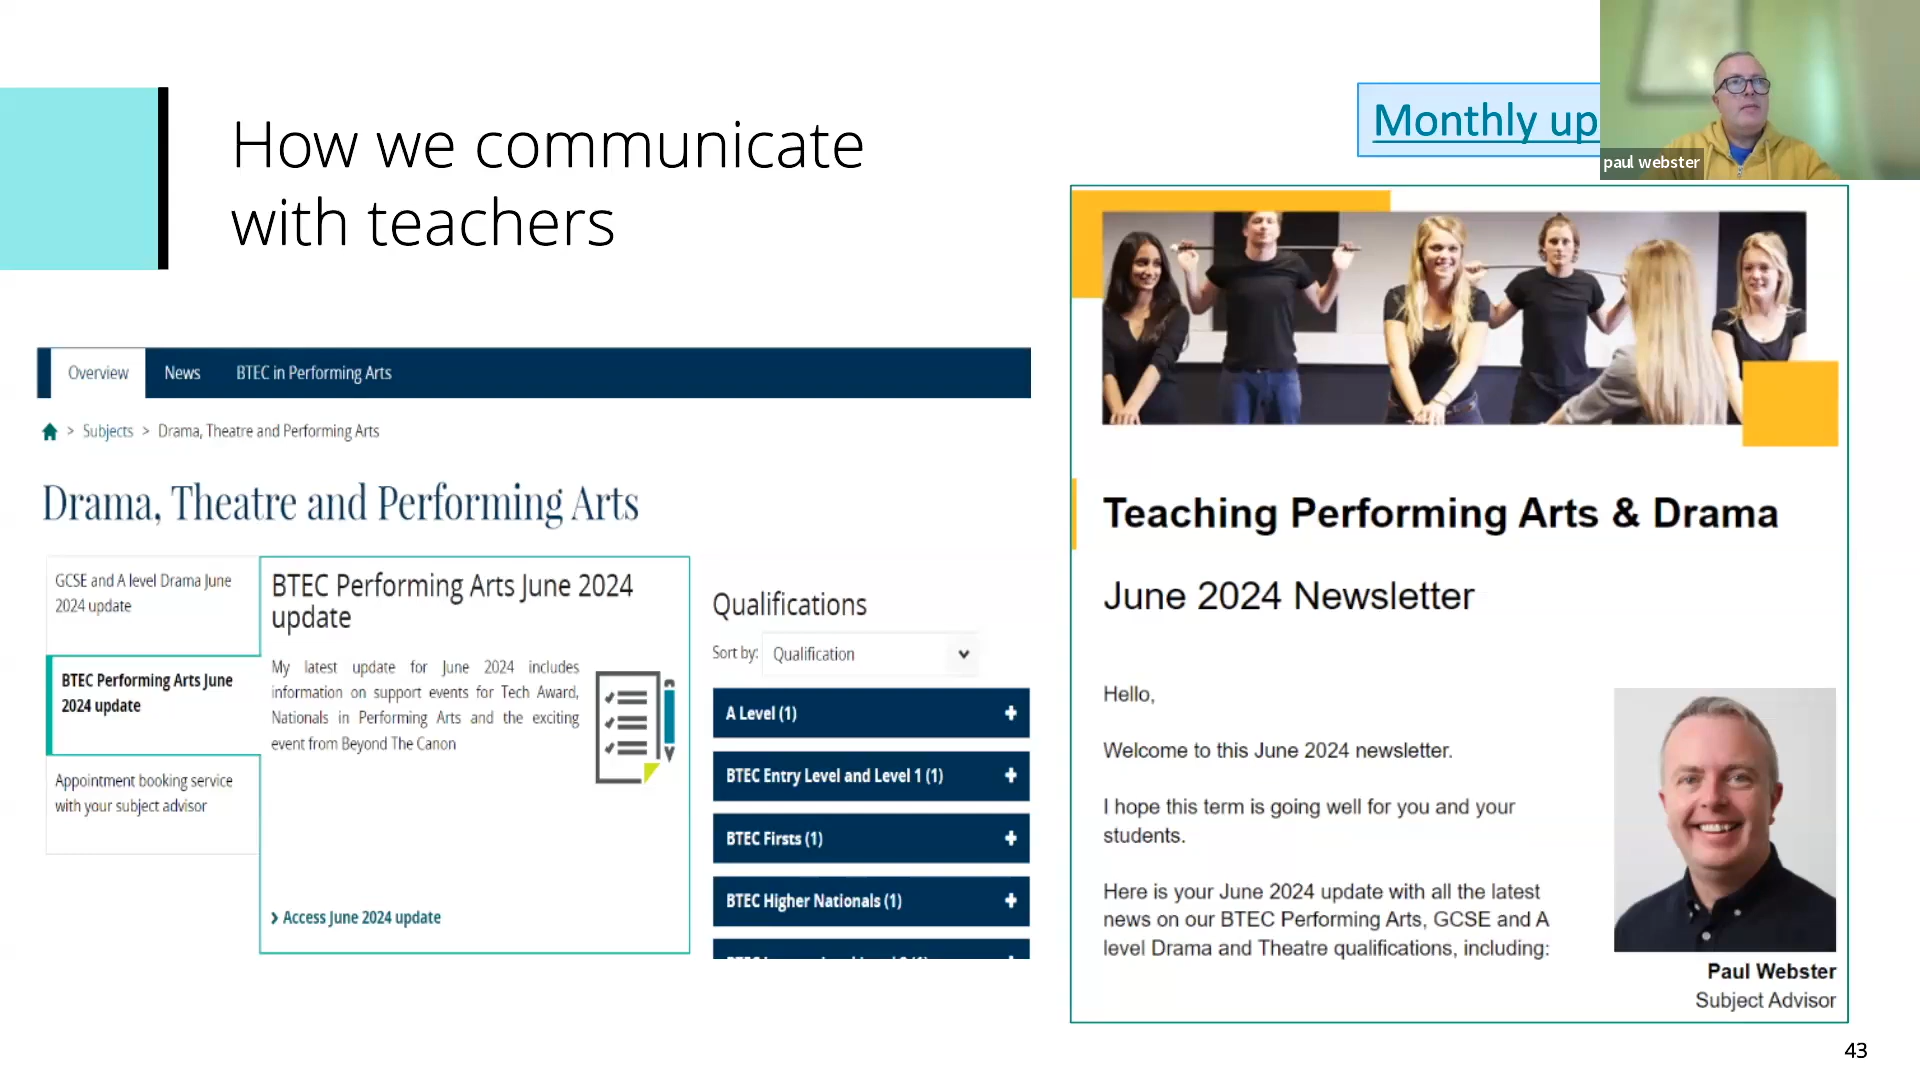 How we communicate
with teachers
Monthly up
paul webster
Overview
News
BTEC in Performing Arts
> Subjects > Drama, Theatre and Performing Arts
Drama, Theatre and Performing Arts
GCSE and A level Drama June
2024 update
BTEC Performing Arts June
2024 update
Appointment booking service
with your subject advisor
BTEC Performing Arts June 2024
update
My latest update for June 2024 includes
information on support events for Tech Award,
Nationals in Performing Arts and the exciting
event from Beyond The Canon
› Access June 2024 update
Qualifications
Sort by: Qualification
A Level (1)
BTEC Entry Level and Level 1 (1)
BTEC Firsts (1)
BTEC Higher Nationals (1)
Teaching Performing Arts & Drama
June 2024 Newsletter
Hello,
Welcome to this June 2024 newsletter.
I hope this term is going well for you and your
students.
Here is your June 2024 update with all the latest
news on our BTEC Performing Arts, GCSE and A
level Drama and Theatre qualifications, including:
Paul Webster
Subject Advisor
43